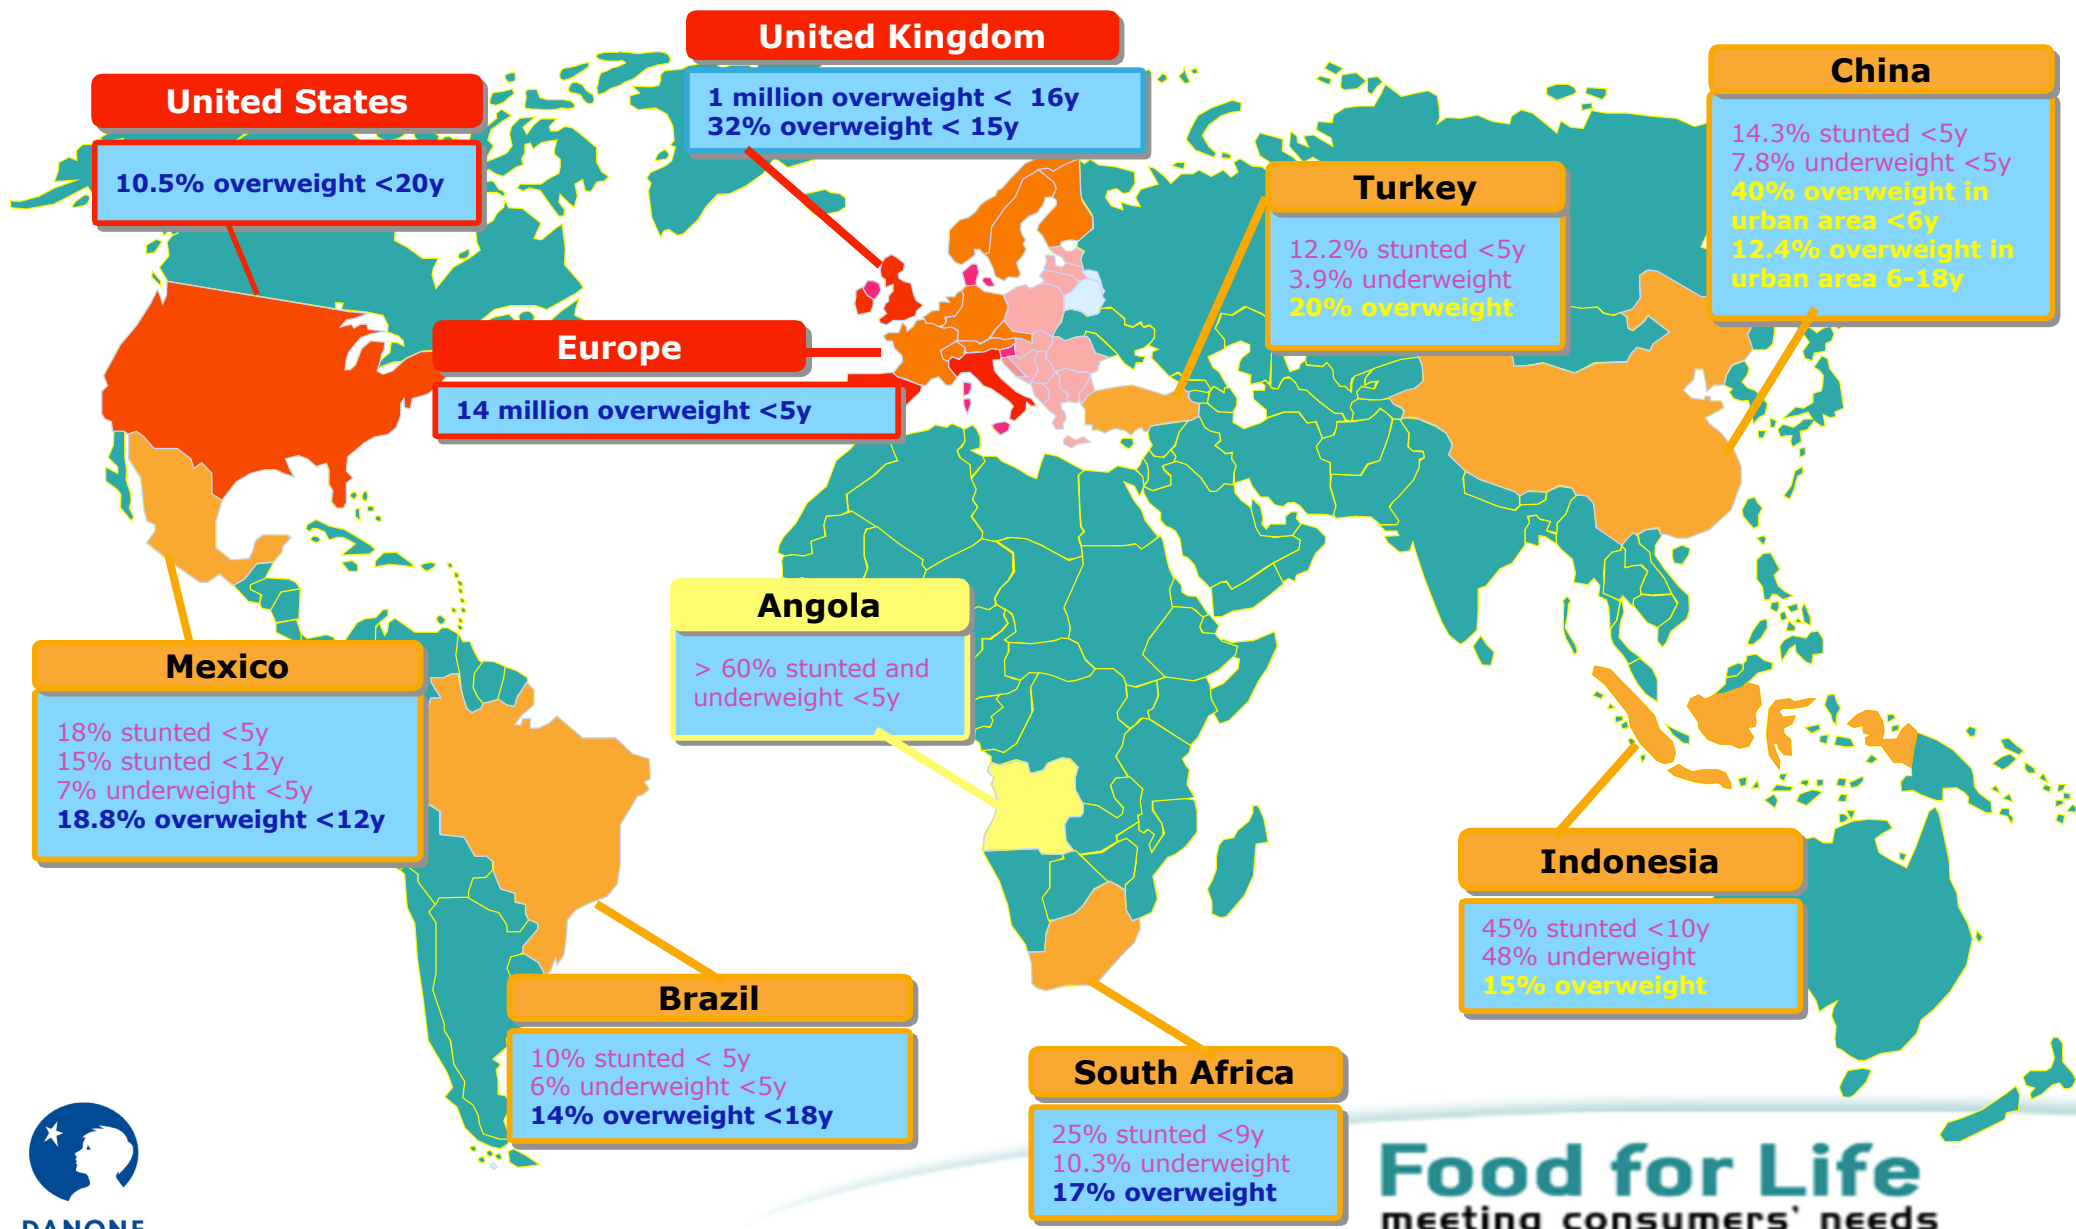 United Kingdom
1 million overweight < 16y
32% overweight < 15y
United States
10.5% overweight <20y
China
14.3% stunted <5y
7.8% underweight <5y
40% overweight in
urban area <6y
12.4% overweight in
urban area 6-18y
Turkey
12.2% stunted <5y
3.9% underweight
20% overweight
Europe
14 million overweight <5y
Angola
> 60% stunted and
underweight <5y
Mexico
18% stunted <5y
15% stunted <12y
7% underweight <5y
18.8% overweight <12y
Indonesia
45% stunted <10y
48% underweight
15% overweight
Brazil
10% stunted < 5y
6% underweight <5y
14% overweight <18y
South Africa
25% stunted <9y
10.3% underweight
17% overweight
DANONE
Food for Life
meeting consumers' needs